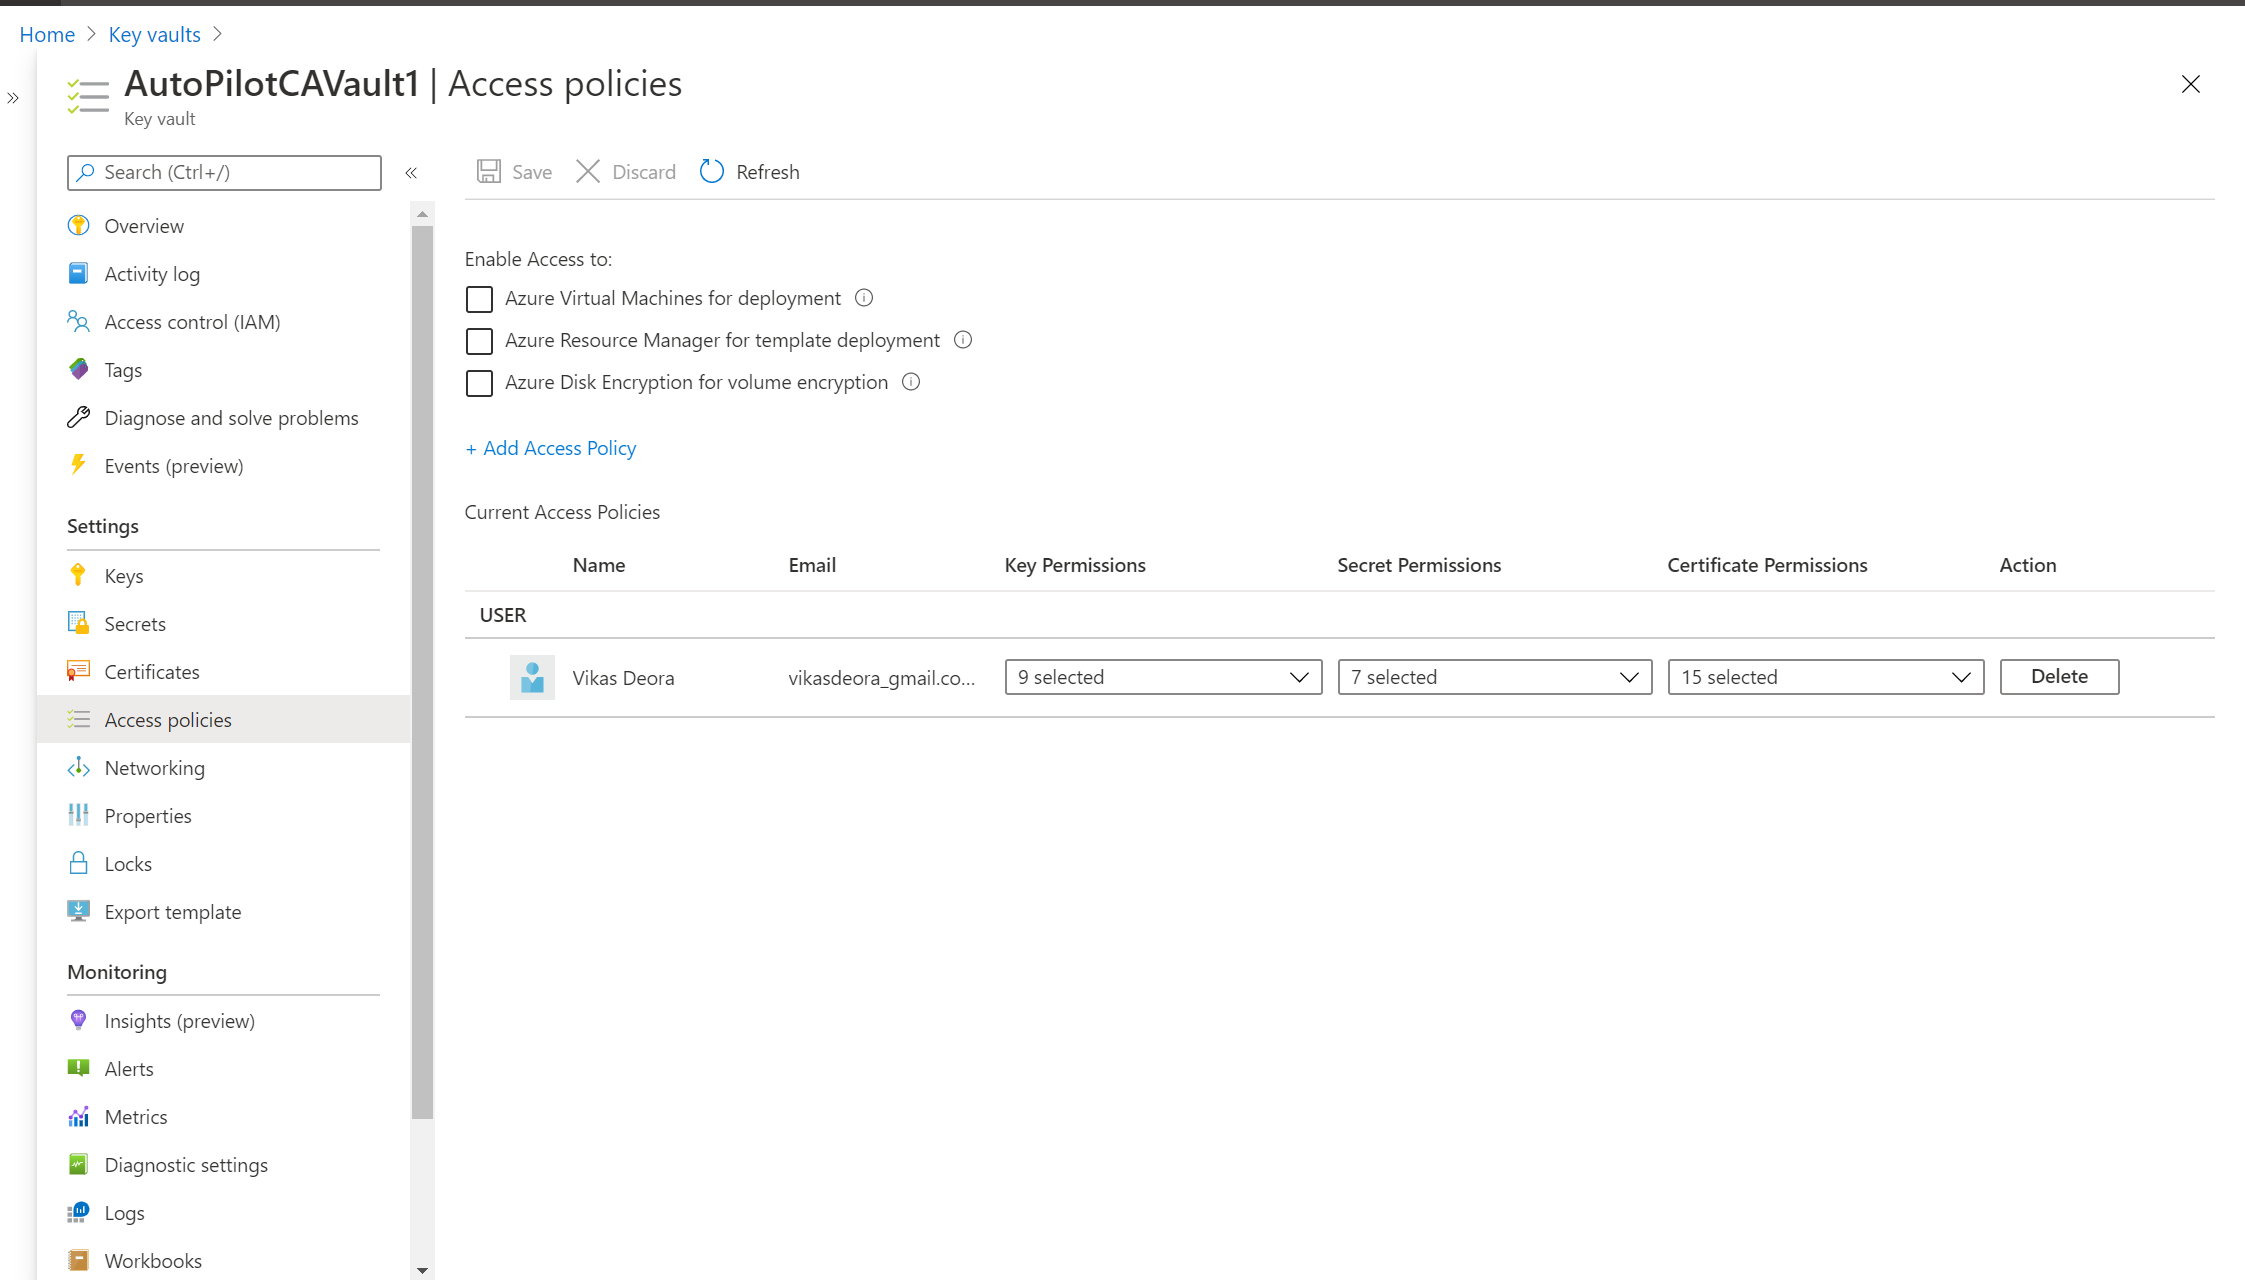 Home > Key vaults >
AutoPilotCAVault1 | Access policies
Key vault
Search (Ctrl+/)
Save Discard Refresh
Overview
Activity log
Access control (IAM)
Tags
Diagnose and solve problems
Events (preview)
Settings
Keys
Secrets
Certificates
Access policies
Networking
Properties
Locks
Export template
Monitoring
Insights (preview)
Alerts
Metrics
Diagnostic settings
Logs
Workbooks
Enable Access to:
Azure Virtual Machines for deployment
Azure Resource Manager for template deployment
Azure Disk Encryption for volume encryption
+ Add Access Policy
Current Access Policies
Name Email Key Permissions Secret Permissions Certificate Permissions Action
USER
Vikas Deora vikasdeora_gmail.co... 9 selected 7 selected 15 selected Delete